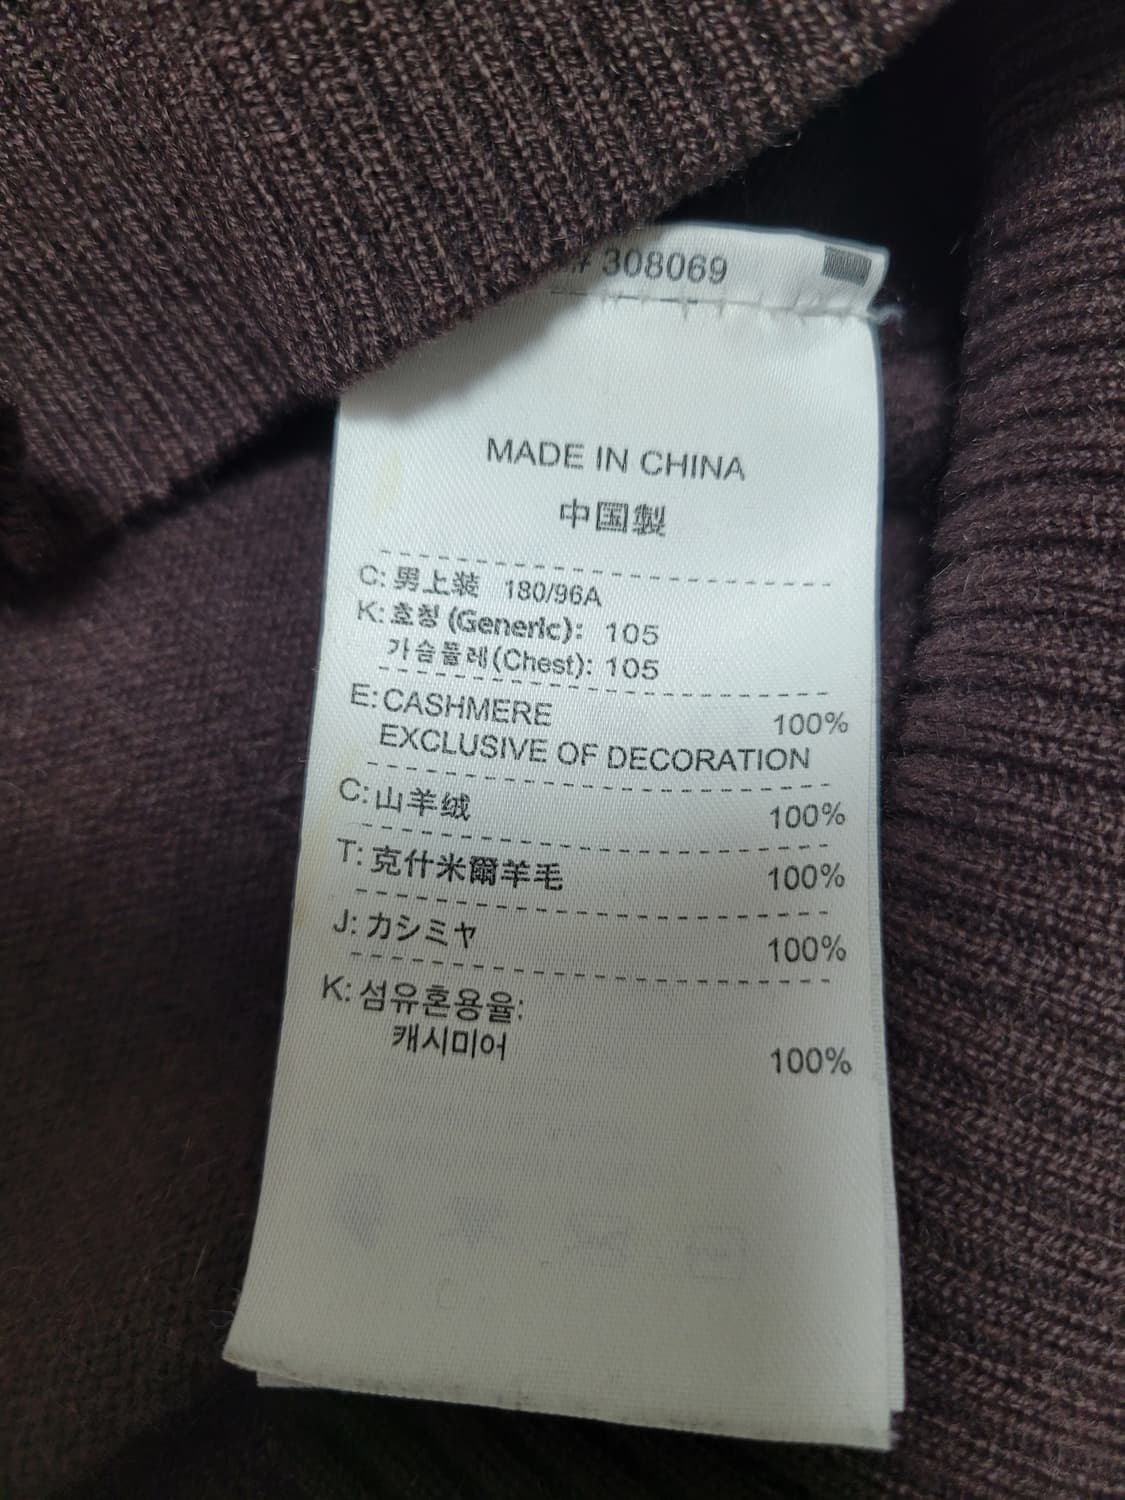 # 308069
MADE IN CHINA
中国製
C: 男上装 180/96A
K: 호칭 (Generic): 105
가슴둘레(Chest): 105
E: CASHMERE 100%
EXCLUSIVE OF DECORATION
C: 山羊绒 100%
T: 克什米爾羊毛 100%
J: カシミヤ 100%
K: 섬유혼용율:
캐시미어 100%